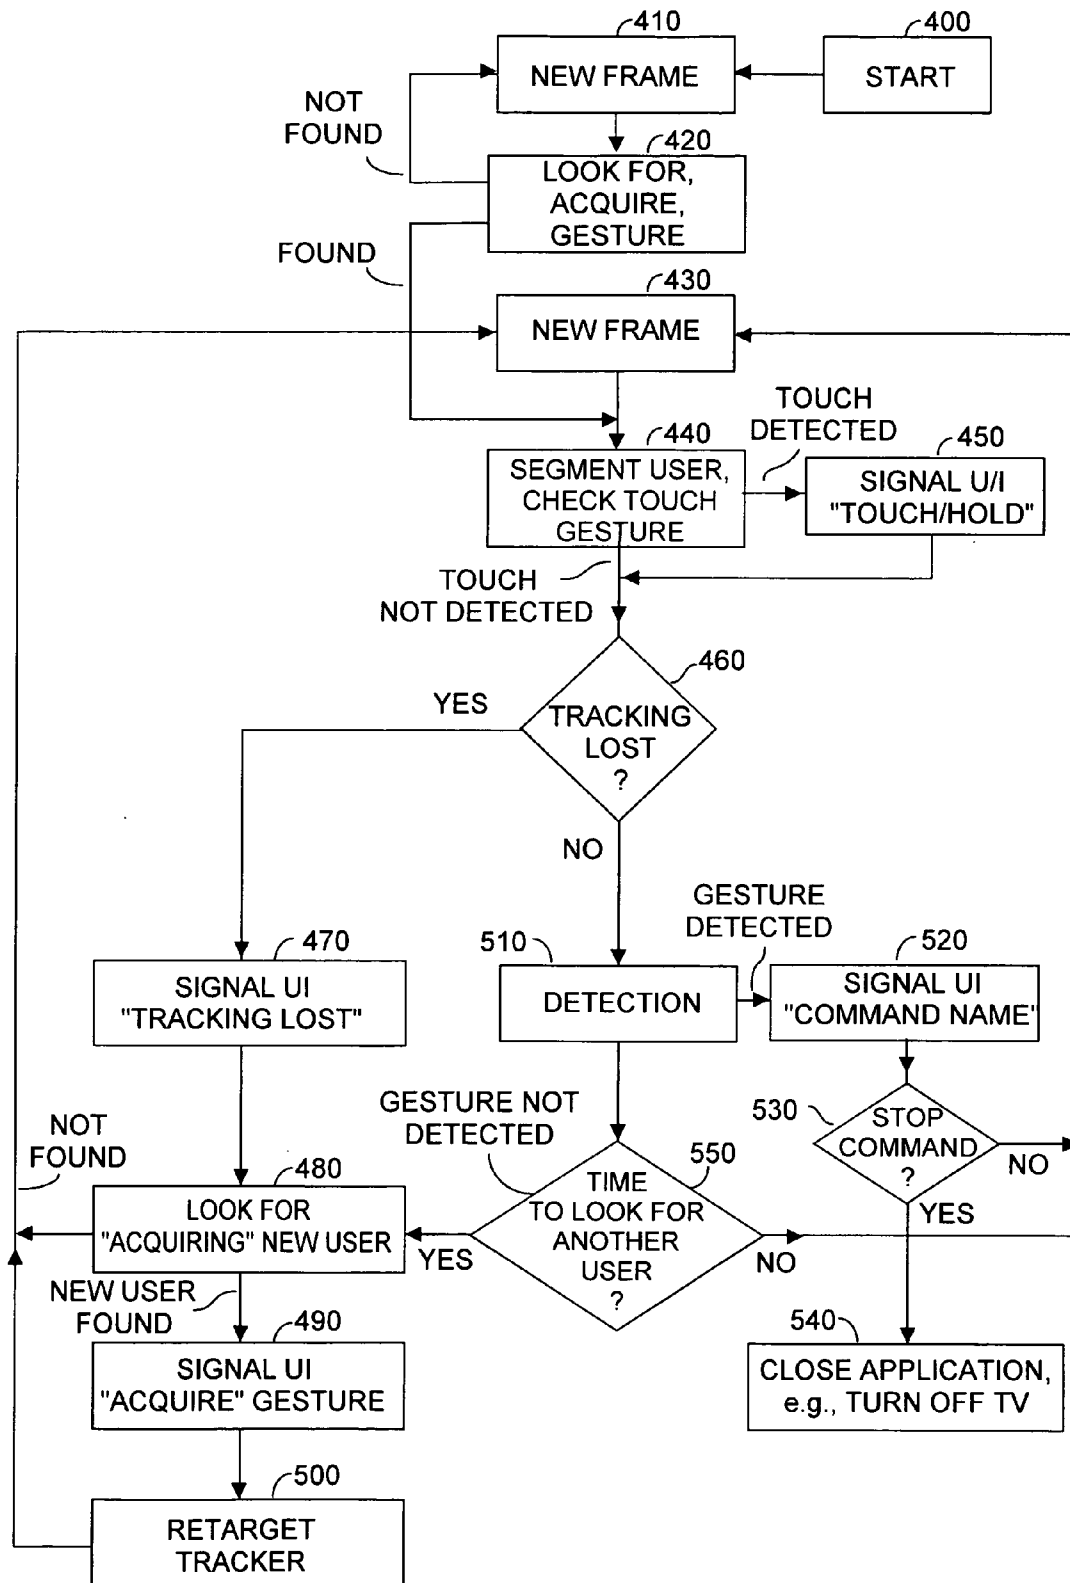 410
400
NEW FRAME
START
NOT
FOUND
420
LOOK FOR,
ACQUIRE,
GESTURE
FOUND
430
NEW FRAME
TOUCH
DETECTED
440
450
SEGMENT USER,
CHECK TOUCH
GESTURE
SIGNAL U/I
"TOUCH/HOLD"
TOUCH
NOT DETECTED
460
YES
TRACKING
LOST
?
NO
GESTURE
DETECTED
470
510
520
SIGNAL UI
"TRACKING LOST"
DETECTION
SIGNAL UI
"COMMAND NAME"
GESTURE NOT
DETECTED
530
STOP
COMMAND
?
NO
YES
NOT
FOUND
480
550
LOOK FOR
"ACQUIRING" NEW USER
TIME
TO LOOK FOR
ANOTHER
USER
?
YES
NO
NEW USER
FOUND
490
540
SIGNAL UI
"ACQUIRE" GESTURE
CLOSE APPLICATION,
e.g., TURN OFF TV
500
RETARGET
TRACKER